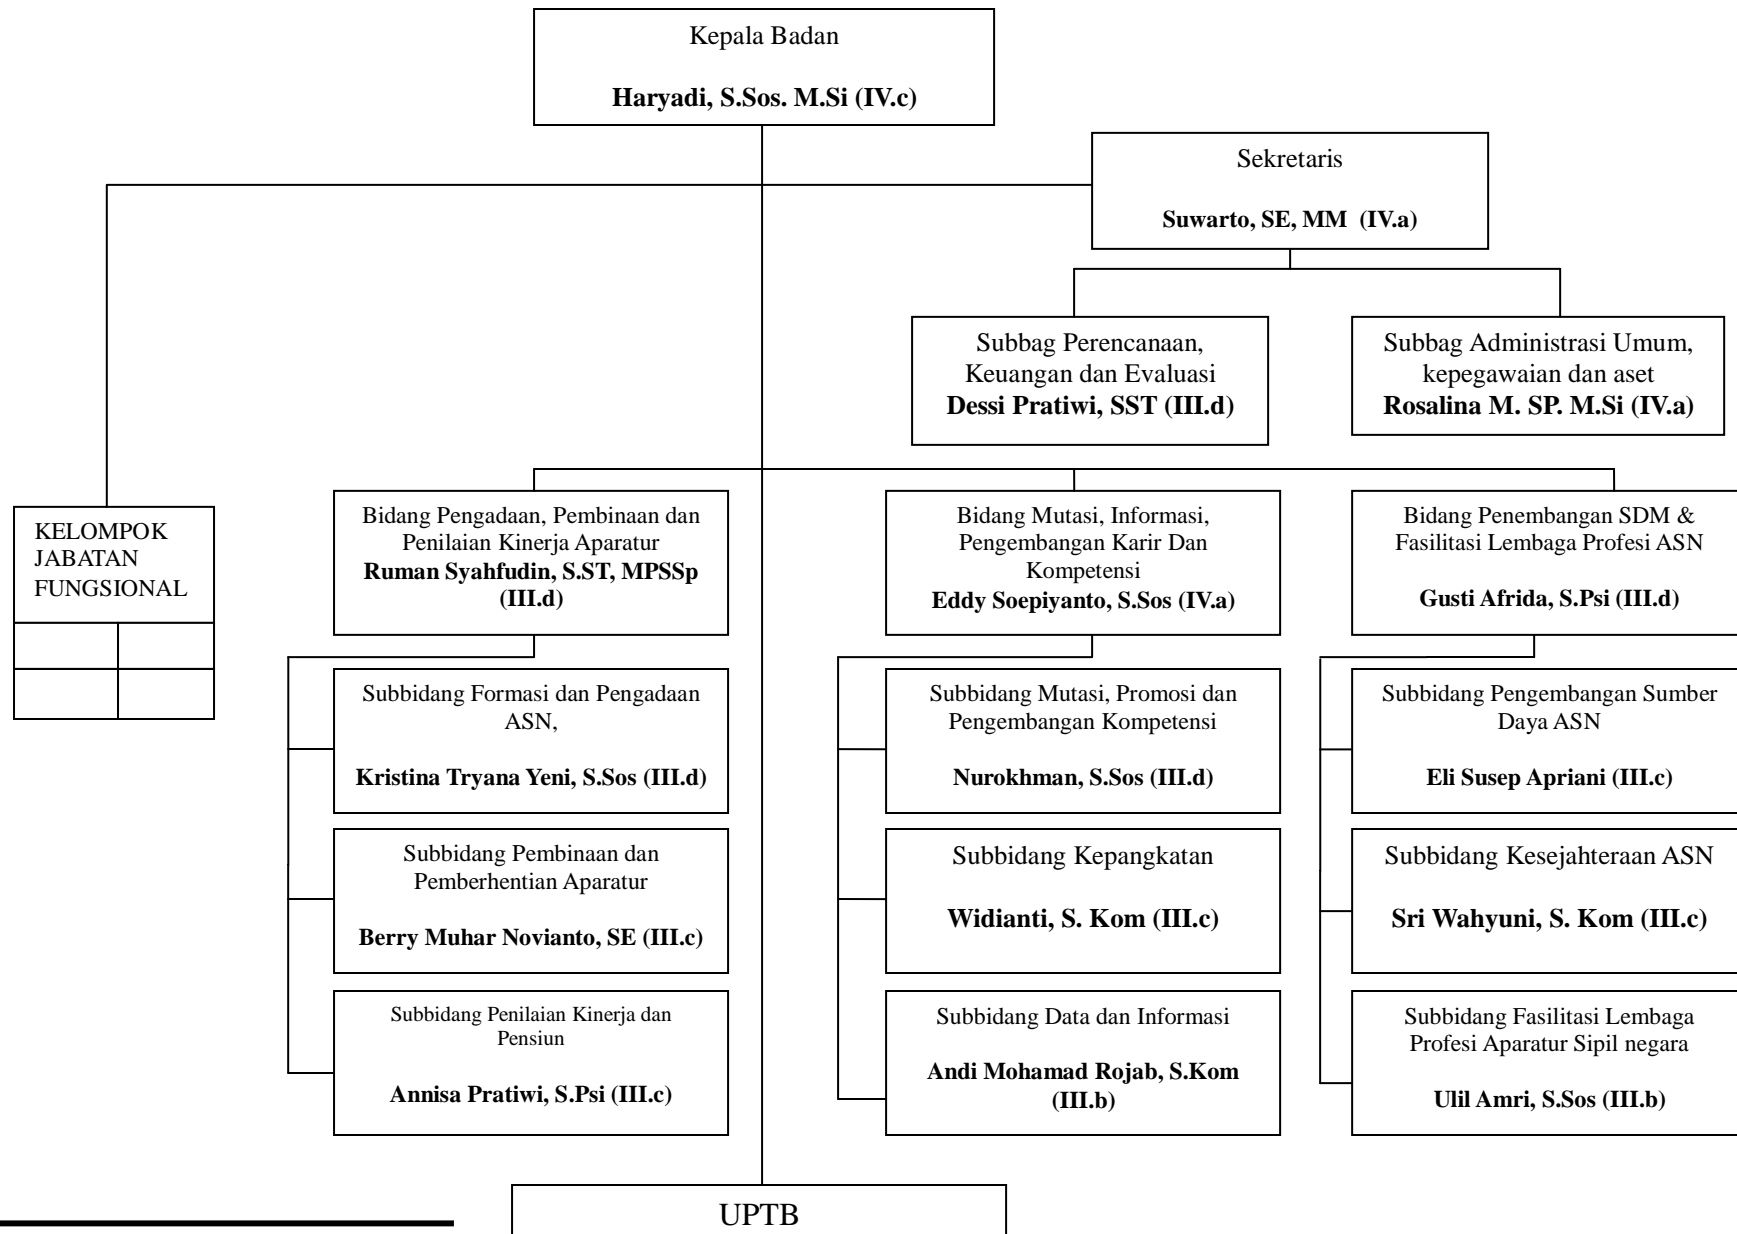 Kepala Badan
Haryadi, S.Sos. M.Si (IV.c)
Sekretaris
Suwarto, SE, MM  (IV.a)
Subbag Perencanaan,
Keuangan dan Evaluasi
Dessi Pratiwi, SST (III.d)
Subbag Administrasi Umum,
kepegawaian dan aset
Rosalina M. SP. M.Si (IV.a)
KELOMPOK
JABATAN
FUNGSIONAL
Bidang Pengadaan, Pembinaan dan
Penilaian Kinerja Aparatur
Ruman Syahfudin, S.ST, MPSSp
(III.d)
Bidang Mutasi, Informasi,
Pengembangan Karir Dan
Kompetensi
Eddy Soepiyanto, S.Sos (IV.a)
Bidang Penembangan SDM &
Fasilitasi Lembaga Profesi ASN
Gusti Afrida, S.Psi (III.d)
Subbidang Formasi dan Pengadaan
ASN,
Kristina Tryana Yeni, S.Sos (III.d)
Subbidang Mutasi, Promosi dan
Pengembangan Kompetensi
Nurokhman, S.Sos (III.d)
Subbidang Pengembangan Sumber
Daya ASN
Eli Susep Apriani (III.c)
Subbidang Pembinaan dan
Pemberhentian Aparatur
Berry Muhar Novianto, SE (III.c)
Subbidang Kepangkatan
Widianti, S. Kom (III.c)
Subbidang Kesejahteraan ASN
Sri Wahyuni, S. Kom (III.c)
Subbidang Penilaian Kinerja dan
Pensiun
Annisa Pratiwi, S.Psi (III.c)
Subbidang Data dan Informasi
Andi Mohamad Rojab, S.Kom
(III.b)
Subbidang Fasilitasi Lembaga
Profesi Aparatur Sipil negara
Ulil Amri, S.Sos (III.b)
UPTB